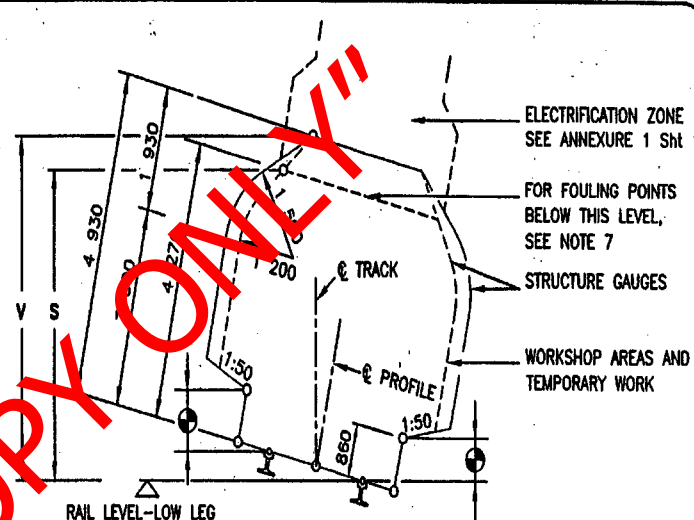 ELECTRIFICATION ZONE
SEE ANNEXURE 1 Sht
FOR FOULING POINTS
BELOW THIS LEVEL,
SEE NOTE 7
STRUCTURE GAUGES
WORKSHOP AREAS AND
TEMPORARY WORK
4 930
1 930
V
S
200
℄ TRACK
℄ PROFILE
1:50
1:50
860
RAIL LEVEL-LOW LEG
OPY ONLY"